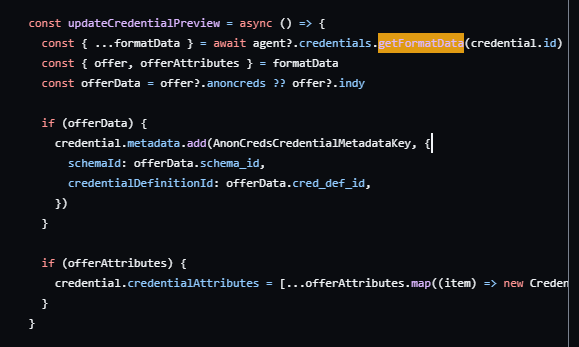 const updateCredentialPreview = async () => {
const { ...formatData } = await agent?.credentials.getFormatData(credential.id)
const { offer, offerAttributes } = formatData
const offerData = offer?.anoncreds ?? offer?.indy
if (offerData) {
credential.metadata.add(AnonCredsCredentialMetadataKey, {
schemaId: offerData.schema_id,
credentialDefinitionId: offerData.cred_def_id,
})
}
if (offerAttributes) {
credential.credentialAttributes = [...offerAttributes.map((item) => new Creden
}
}